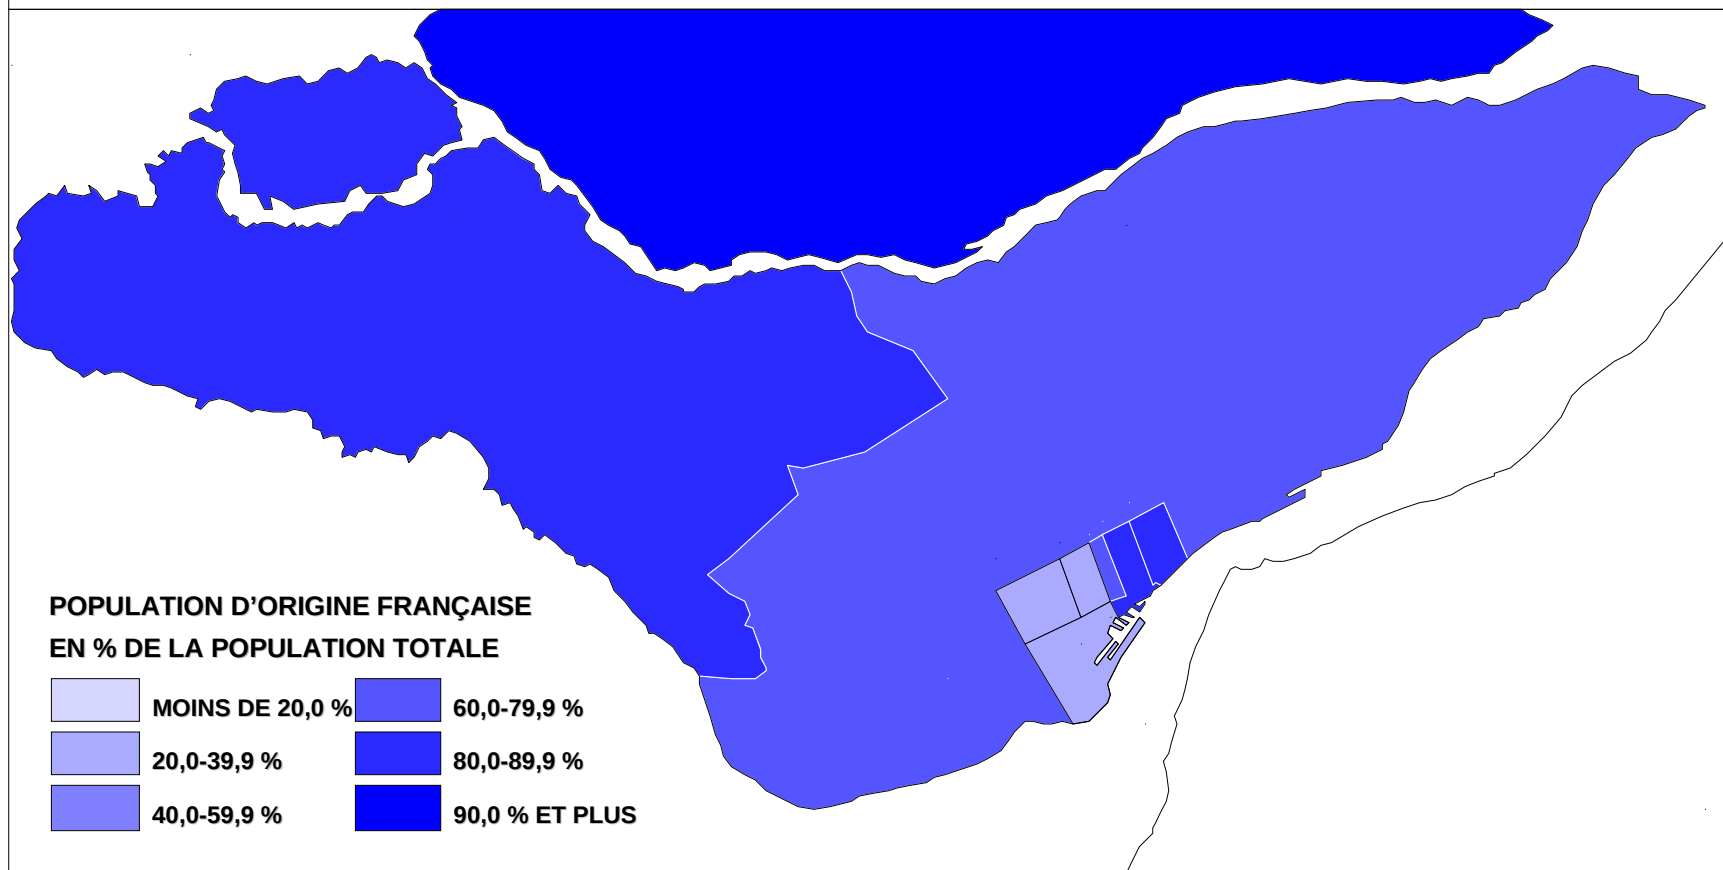 POPULATION D’ORIGINE FRANÇAISE
EN % DE LA POPULATION TOTALE
MOINS DE 20,0 %
20,0-39,9 %
40,0-59,9 %
60,0-79,9 %
80,0-89,9 %
90,0 % ET PLUS